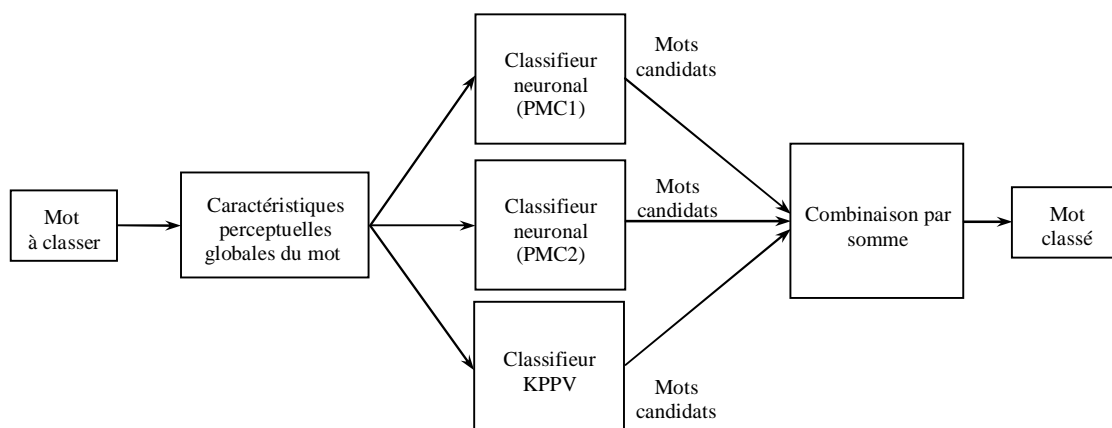 Mot
à classer
Caractéristiques
perceptuelles
globales du mot
Classifieur
neuronal
(PMC1)
Mots
candidats
Classifieur
neuronal
(PMC2)
Mots
candidats
Classifieur
KPPV
Mots
candidats
Combinaison par
somme
Mot
classé